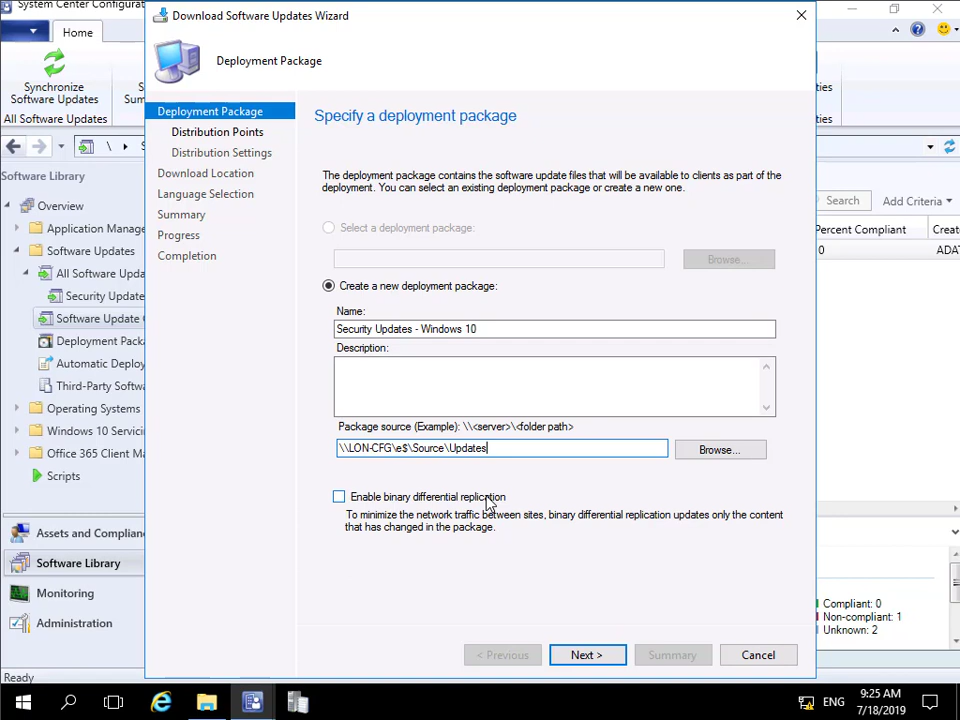 System Center Configura
Download Software Updates Wizard
Home
Deployment Package
Synchronize
Software Updates
Su
Sum
ties
ties
All Software Updates
Deployment Package
Distribution Points
Distribution Settings
Download Location
Language Selection
Summary
Progress
Completion
Specify a deployment package
The deployment package contains the software update files that will be available to clients as part of the
deployment. You can select an existing deployment package or create a new one.
Select a deployment package:
Browse...
Create a new deployment package:
Name:
Security Updates - Windows 10
Description:
Package source (Example): \\<server>\<folder path>
\\LON-CFG\e$\Source\Updates
Browse...
Enable binary differential replication
To minimize the network traffic between sites, binary differential replication updates only the content
that has changed in the package.
< Previous
Next >
Summary
Cancel
\ S
Software Library
Overview
Application Manage
Software Updates
All Software Upda
Security Update
Software Update
Deployment Pack
Automatic Deploy
Third-Party Softw
Operating Systems
Windows 10 Servici
Office 365 Client M
Scripts
Assets and Complian
Software Library
Monitoring
Administration
Ready
Search
Add Criteria
Percent Compliant
Creat
0
ADAT
Compliant: 0
Non-compliant: 1
Unknown: 2
ENG
9:25 AM
7/18/2019